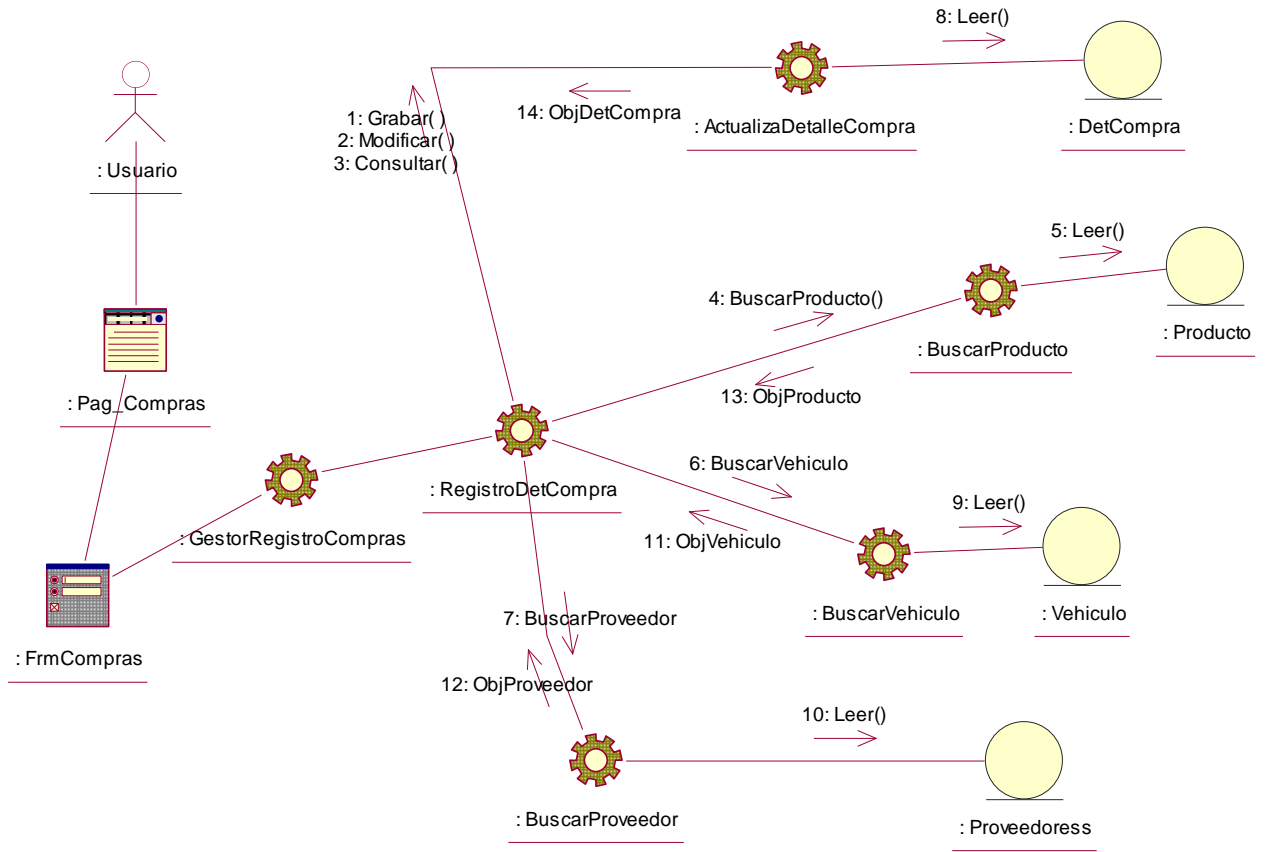 8: Leer()
14: ObjDetCompra
: ActualizaDetalleCompra
: DetCompra
1: Grabar( )
2: Modificar( )
3: Consultar( )
: Usuario
5: Leer()
4: BuscarProducto()
: Producto
: BuscarProducto
13: ObjProducto
: Pag_Compras
6: BuscarVehiculo
: RegistroDetCompra
9: Leer()
11: ObjVehiculo
: GestorRegistroCompras
: BuscarVehiculo
: Vehiculo
7: BuscarProveedor
: FrmCompras
12: ObjProveedor
10: Leer()
: BuscarProveedor
: Proveedoress